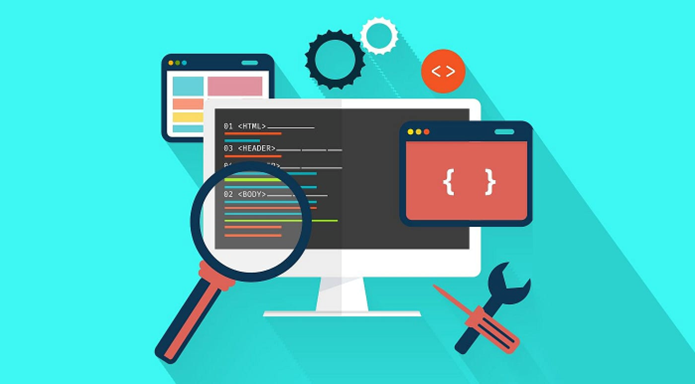 01 <HTML>
< >
03 <HEADER>
{ }
02 <BODY>